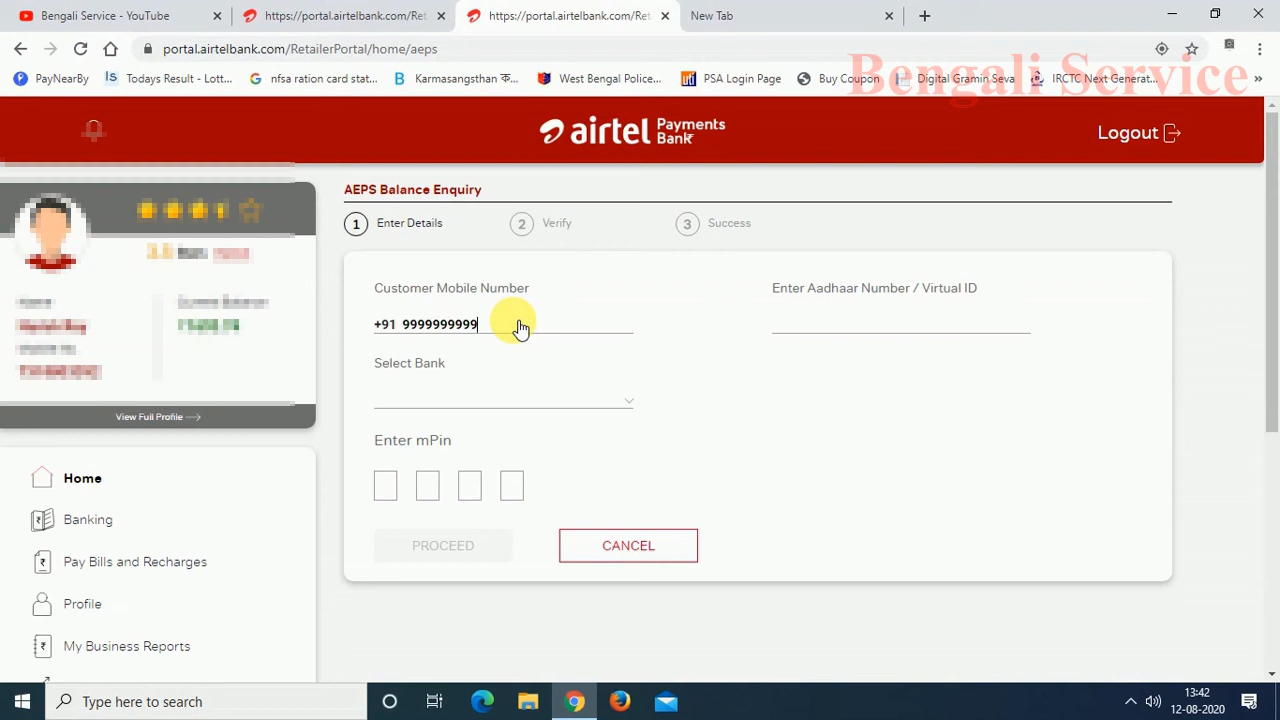 Bengali Service - YouTube
https://portal.airtelbank.com/Ret
https://portal.airtelbank.com/Ret
New Tab
portal.airtelbank.com/RetailerPortal/home/aeps
PayNearBy
Todays Result - Lott...
nfsa ration card stat...
Karmasangsthan ক...
West Bengal Police...
PSA Login Page
Buy Coupon
Digital Gramin Seva
IRCTC Next Generat...
Bengali Service
airtel Payments Bank
Logout
AEPS Balance Enquiry
1 Enter Details
2 Verify
3 Success
Customer Mobile Number
Enter Aadhaar Number / Virtual ID
+91 9999999999
Select Bank
Enter mPin
PROCEED
CANCEL
View Full Profile
Home
Banking
Pay Bills and Recharges
Profile
My Business Reports
Type here to search
13:42
12-08-2020